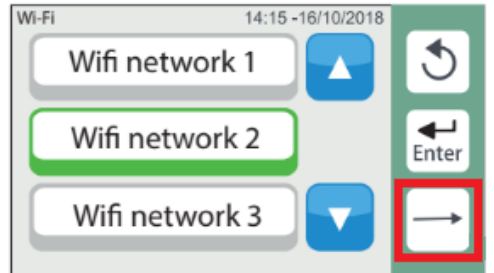 Wi-Fi 14:15 -16/10/2018
Wifi network 1
Wifi network 2
Enter
Wifi network 3